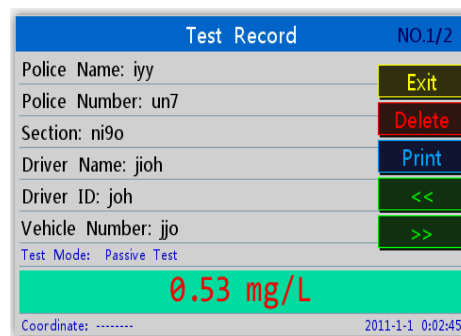 Test Record NO.1/2
Police Name: iyy
Exit
Police Number: un7
Delete
Section: ni9o
Driver Name: jioh
Print
Driver ID: joh
<<
Vehicle Number: jjo
>>
Test Mode: Passive Test
0.53 mg/L
Coordinate: -------- 2011-1-1 0:02:45